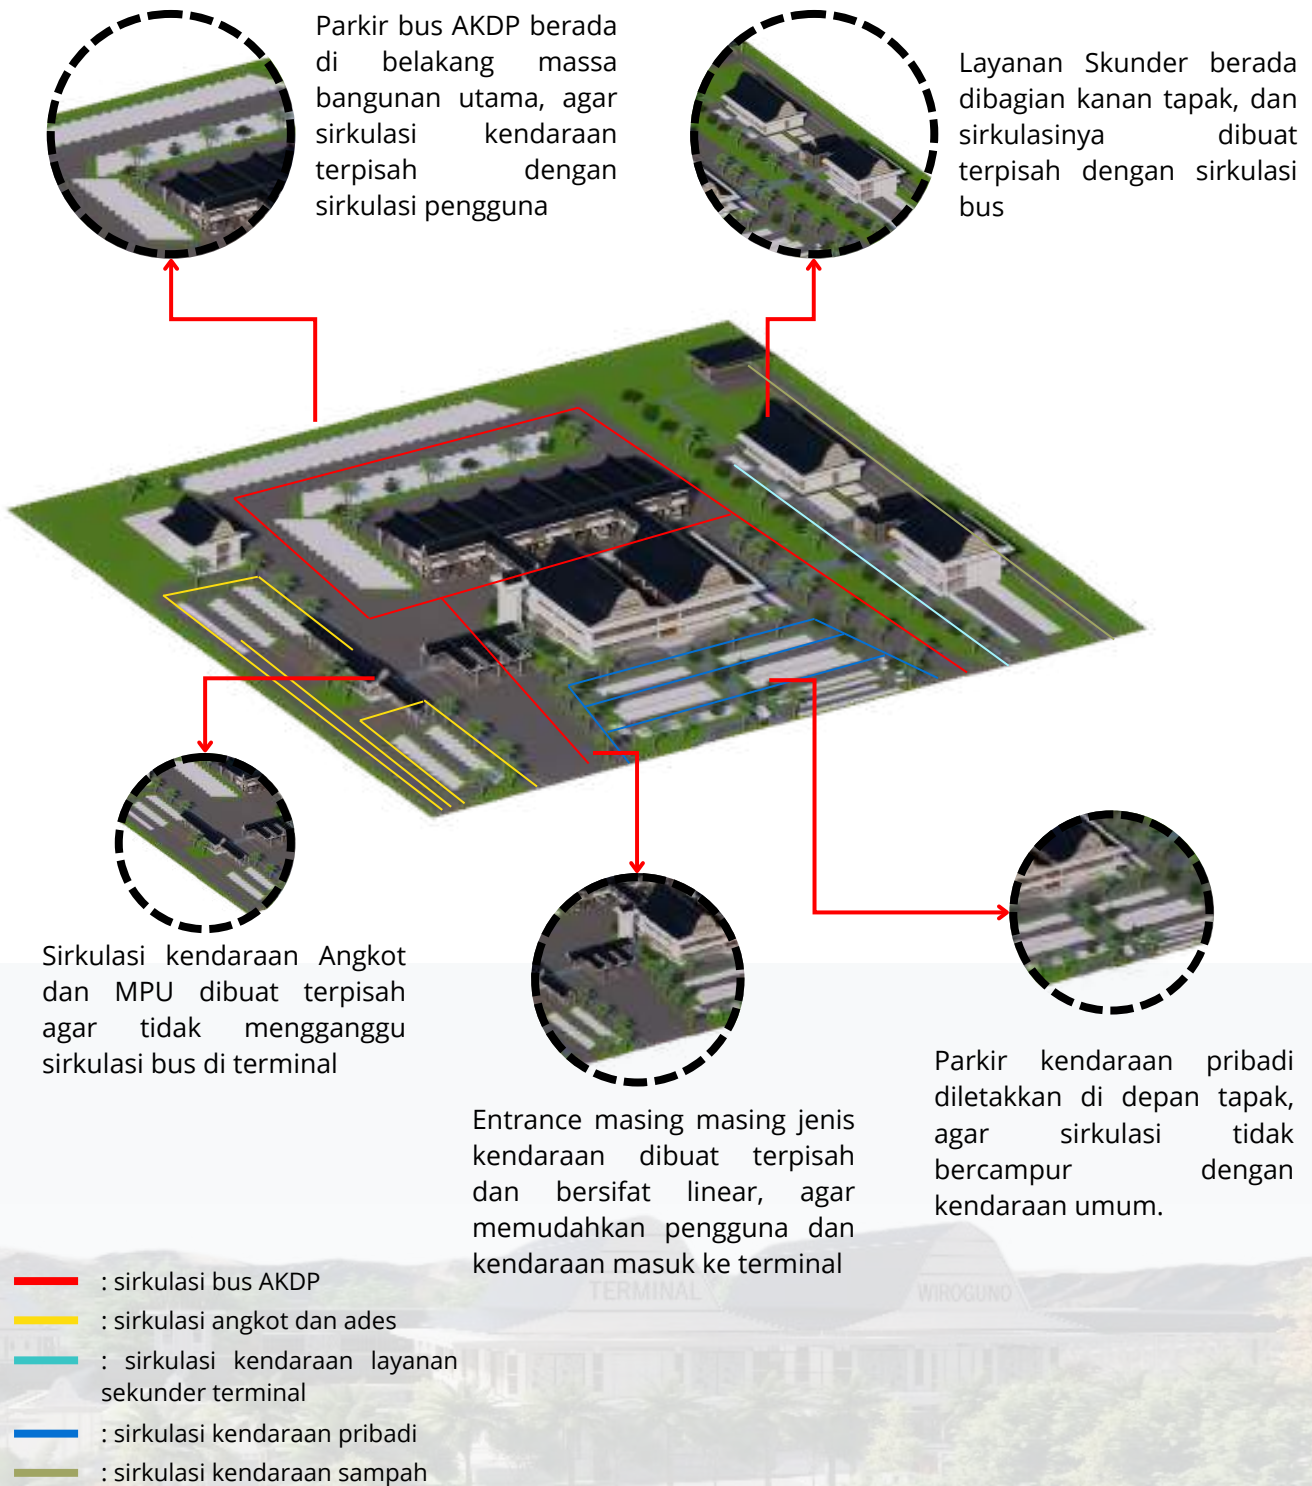 Parkir bus AKDP berada
di belakang massa
bangunan utama, agar
sirkulasi kendaraan
terpisah dengan
sirkulasi pengguna
Layanan Skunder berada
dibagian kanan tapak, dan
sirkulasinya dibuat
terpisah dengan sirkulasi
bus
Sirkulasi kendaraan Angkot
dan MPU dibuat terpisah
agar tidak mengganggu
sirkulasi bus di terminal
Entrance masing masing jenis
kendaraan dibuat terpisah
dan bersifat linear, agar
memudahkan pengguna dan
kendaraan masuk ke terminal
Parkir kendaraan pribadi
diletakkan di depan tapak,
agar sirkulasi tidak
bercampur dengan
kendaraan umum.
TERMINAL WIROGUNO
: sirkulasi bus AKDP
: sirkulasi angkot dan ades
: sirkulasi kendaraan layanan
sekunder terminal
: sirkulasi kendaraan pribadi
: sirkulasi kendaraan sampah